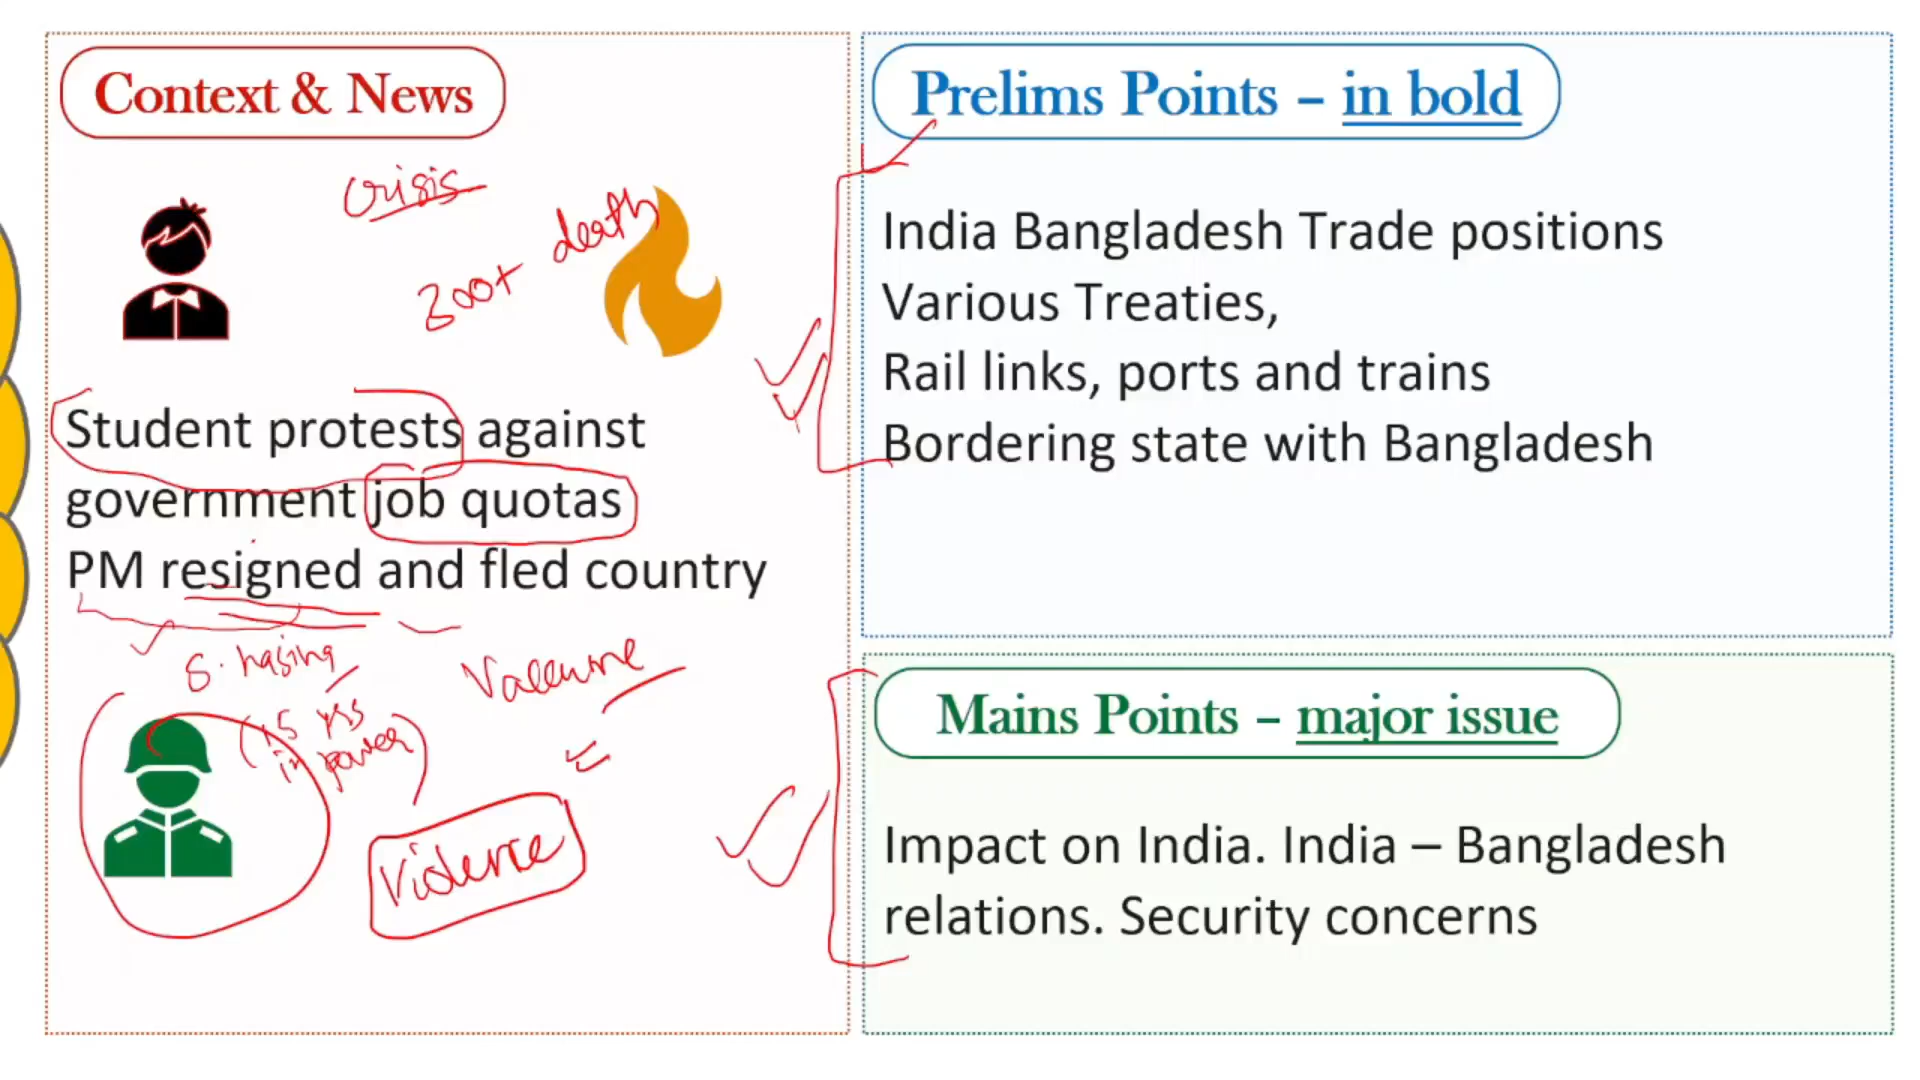 Context & News
Crisis
200+ death
Student protests against
government job quotas
PM resigned and fled country
S. hasina
(15 yrs
in power)
Vaccume
Violence
Prelims Points – in bold
India Bangladesh Trade positions
Various Treaties,
Rail links, ports and trains
Bordering state with Bangladesh
Mains Points – major issue
Impact on India. India – Bangladesh
relations. Security concerns